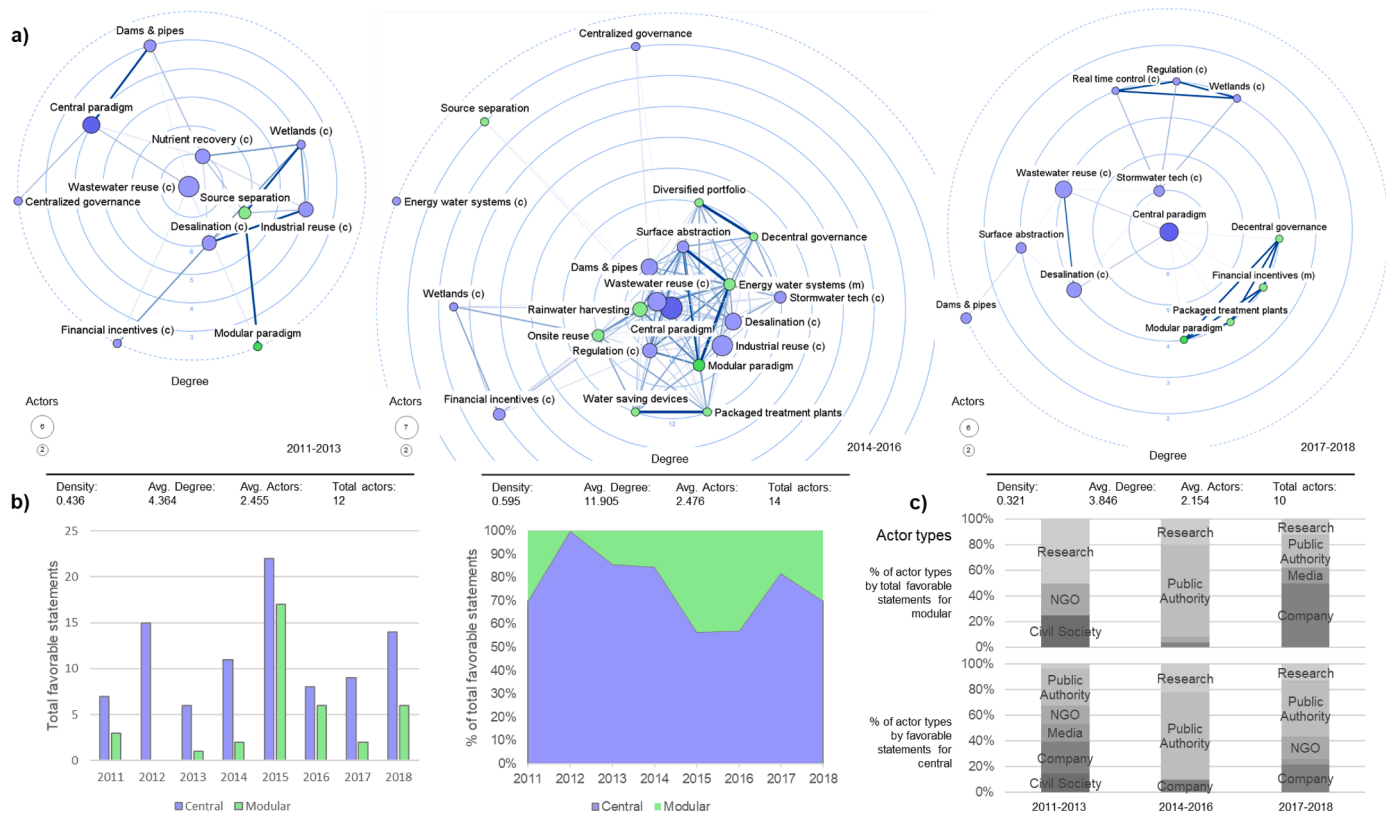 a)
Dams & pipes
Central paradigm
Nutrient recovery (c)
Wetlands (c)
Wastewater reuse (c)
Source separation
Centralized governance
Desalination (c)
Industrial reuse (c)
Financial incentives (c)
Modular paradigm
6
5
4
3
Degree
Actors
6
2
2011-2013
Centralized governance
Source separation
Energy water systems (c)
Diversified portfolio
Surface abstraction
Decentral governance
Dams & pipes
Wastewater reuse (c)
Energy water systems (m)
Stormwater tech (c)
Wetlands (c)
Rainwater harvesting
Central paradigm
Desalination (c)
Onsite reuse
Regulation (c)
Industrial reuse (c)
Modular paradigm
Financial incentives (c)
Water saving devices
Packaged treatment plants
12
Degree
Actors
7
2
2014-2016
Regulation (c)
Real time control (c)
Wetlands (c)
Wastewater reuse (c)
Stormwater tech (c)
Central paradigm
Surface abstraction
Decentral governance
Desalination (c)
Financial incentives (m)
Dams & pipes
Packaged treatment plants
Modular paradigm
6
5
4
3
2
Degree
Actors
6
2
2017-2018
Density: Avg. Degree: Avg. Actors: Total actors:
0.436 4.364 2.455 12
Density: Avg. Degree: Avg. Actors: Total actors:
0.595 11.905 2.476 14
Density: Avg. Degree: Avg. Actors: Total actors:
0.321 3.846 2.154 10
b)
Total favorable statements
25
20
15
10
5
0
2011 2012 2013 2014 2015 2016 2017 2018
Central Modular
% of total favorable statements
100%
90%
80%
70%
60%
50%
40%
30%
20%
10%
0%
2011 2012 2013 2014 2015 2016 2017 2018
Central Modular
c)
Actor types
% of actor types
by total favorable
statements for
modular
100%
80%
60%
40%
20%
0%
Research
NGO
Civil Society
Research
Public
Authority
Research
Public
Authority
Media
Company
% of actor types
by favorable
statements for
central
100%
80%
60%
40%
20%
0%
Public
Authority
NGO
Media
Company
Civil Society
Research
Public
Authority
Company
Research
Public
Authority
NGO
Company
2011-2013 2014-2016 2017-2018